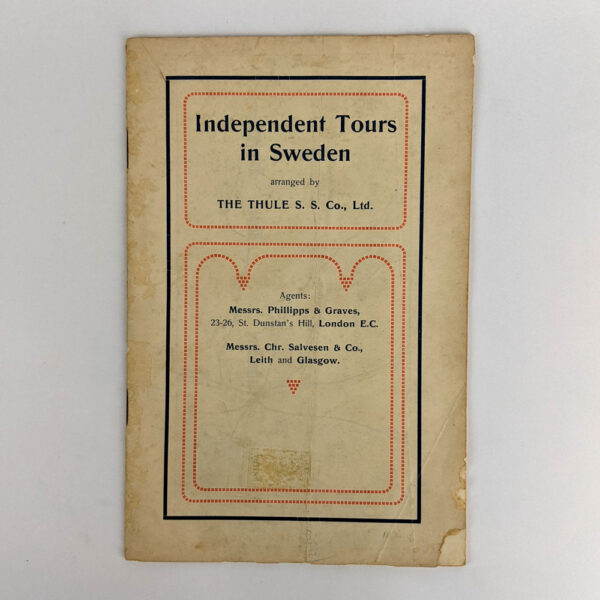 Independent Tours
in Sweden
arranged by
THE THULE S. S. Co., Ltd.
Agents:
Messrs. Phillipps & Graves,
23-26, St. Dunstan's Hill, London E.C.
Messrs. Chr. Salvesen & Co.,
Leith and Glasgow.